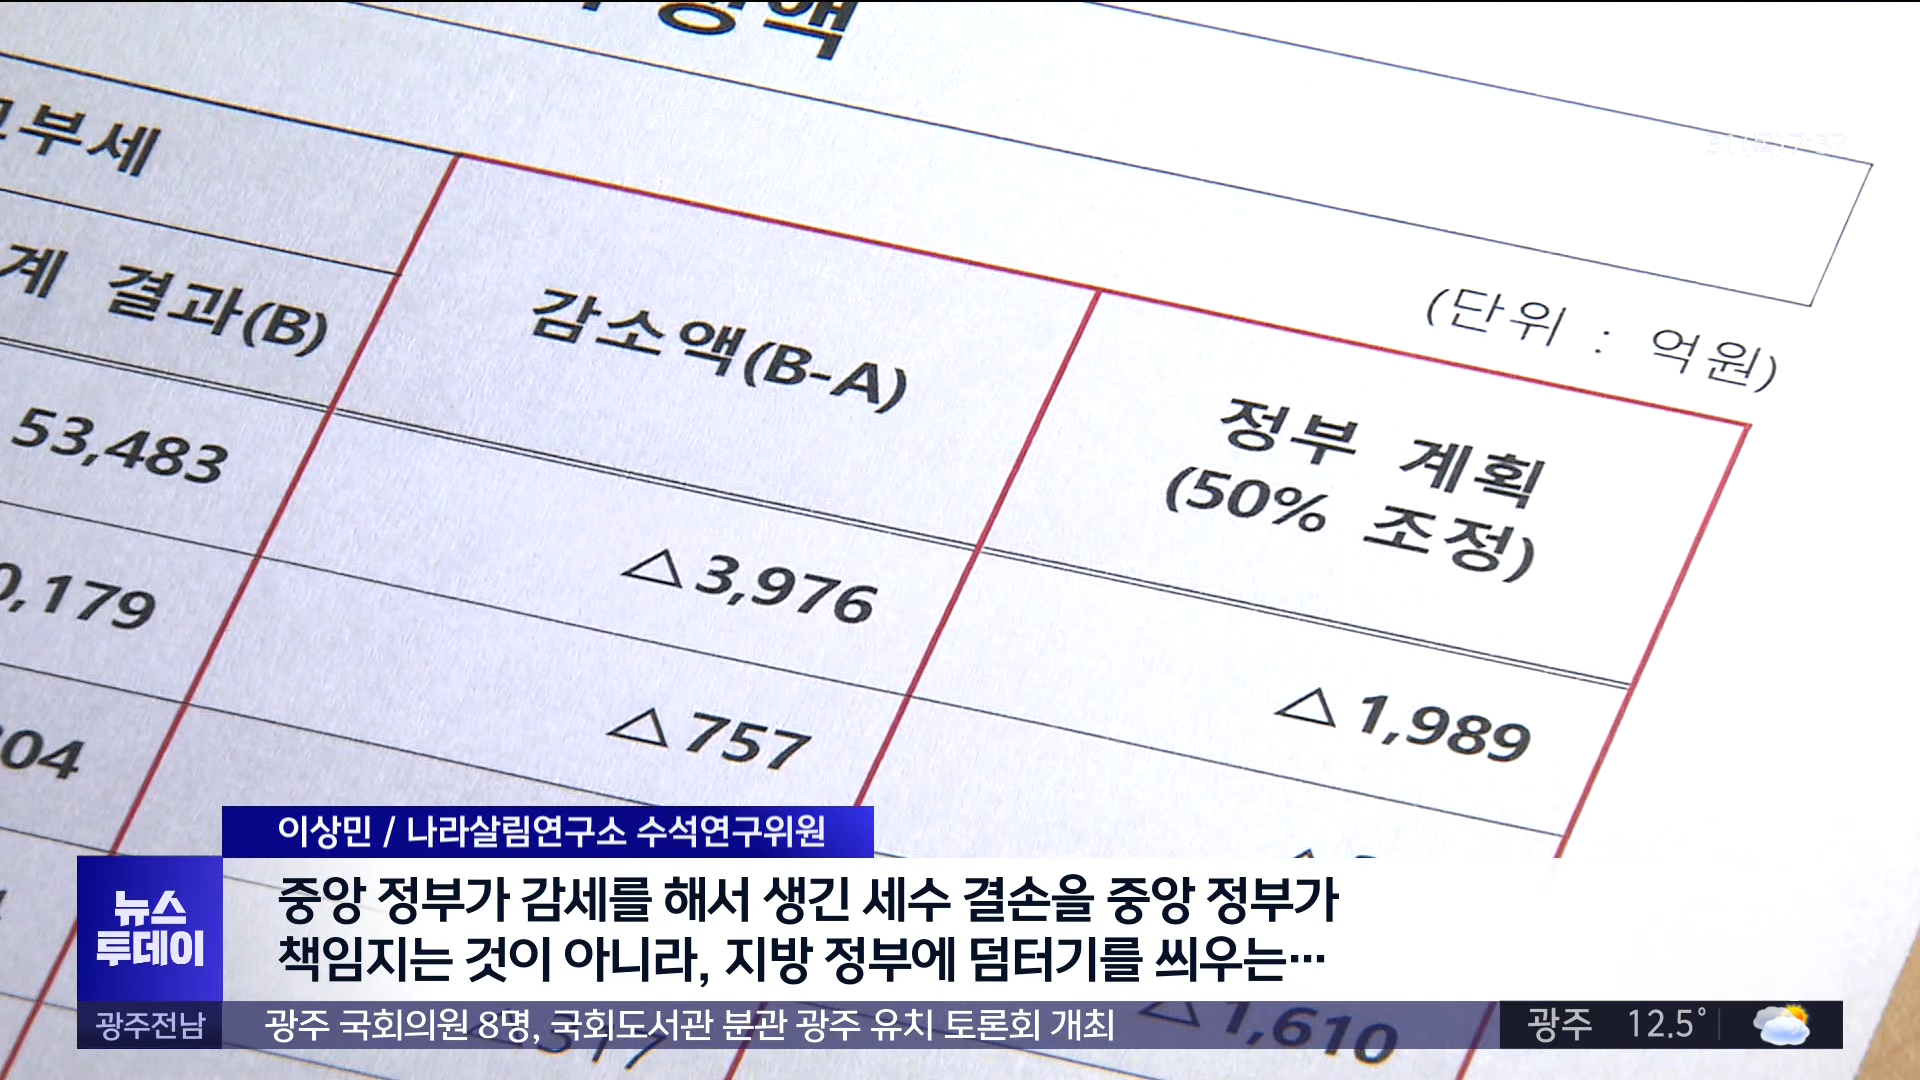 31(목) 7:37
부세
(단위 : 억원)
계 결과(B)
감소액(B-A)
정부 계획
(50% 조정)
53,483
△3,976
△1,989
,179
△757
04
이상민 / 나라살림연구소 수석연구위원
뉴스
투데이
중앙 정부가 감세를 해서 생긴 세수 결손을 중앙 정부가
책임지는 것이 아니라, 지방 정부에 덤터기를 씌우는…
△317
△1,610
광주전남
광주 국회의원 8명, 국회도서관 분관 광주 유치 토론회 개최
광주 12.5°